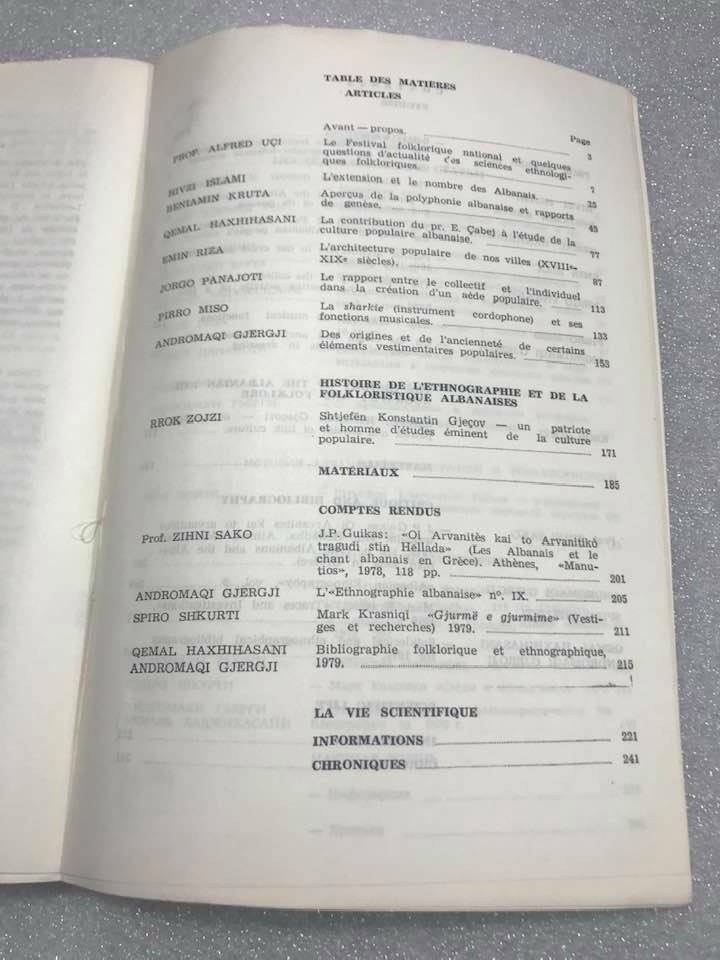 TABLE DES MATIÈRES
ARTICLES
Page
Avant — propos. 3
PROF. ALFRED UÇI Le Festival folklorique national et quelques
questions d'actualité des sciences ethnologi-
ques folkloriques. 7
RIVZI ISLAMI L'extension et le nombre des Albanais. 25
BENIAMIN KRUTA Aperçus de la polyphonie albanaise et rapports
de genèse. 45
QEMAL HAXHIHASANI La contribution du pr. E. Çabej à l'étude de la
culture populaire albanaise. 77
EMIN RIZA L'architecture populaire de nos villes (XVIIIe-
XIXe siècles). 87
JORGO PANAJOTI Le rapport entre le collectif et l'individuel
dans la création d'un aède populaire. 113
PIRRO MISO La sharkie (instrument cordophone) et ses
fonctions musicales. 133
ANDROMAQI GJERGJI Des origines et de l'ancienneté de certains
éléments vestimentaires populaires. 153
HISTOIRE DE L'ETHNOGRAPHIE ET DE LA
FOLKLORISTIQUE ALBANAISES
RROK ZOJZI Shtjefën Konstantin Gjeçov — un patriote
et homme d'études éminent de la culture
populaire. 171
MATÉRIAUX 185
COMPTES RENDUS
Prof. ZIHNI SAKO J.P. Guikas: «Oi Arvanitès kai to Arvanitikò
tragudi stin Hellada» (Les Albanais et le
chant albanais en Grèce). Athènes, «Manu-
tios», 1978, 118 pp. 201
ANDROMAQI GJERGJI L'«Ethnographie albanaise» nº. IX. 205
SPIRO SHKURTI Mark Krasniqi «Gjurmë e gjurmime» (Vesti-
ges et recherches) 1979. 211
QEMAL HAXHIHASANI Bibliographie folklorique et ethnographique,
ANDROMAQI GJERGJI 1979. 215
LA VIE SCIENTIFIQUE
INFORMATIONS 221
CHRONIQUES 241